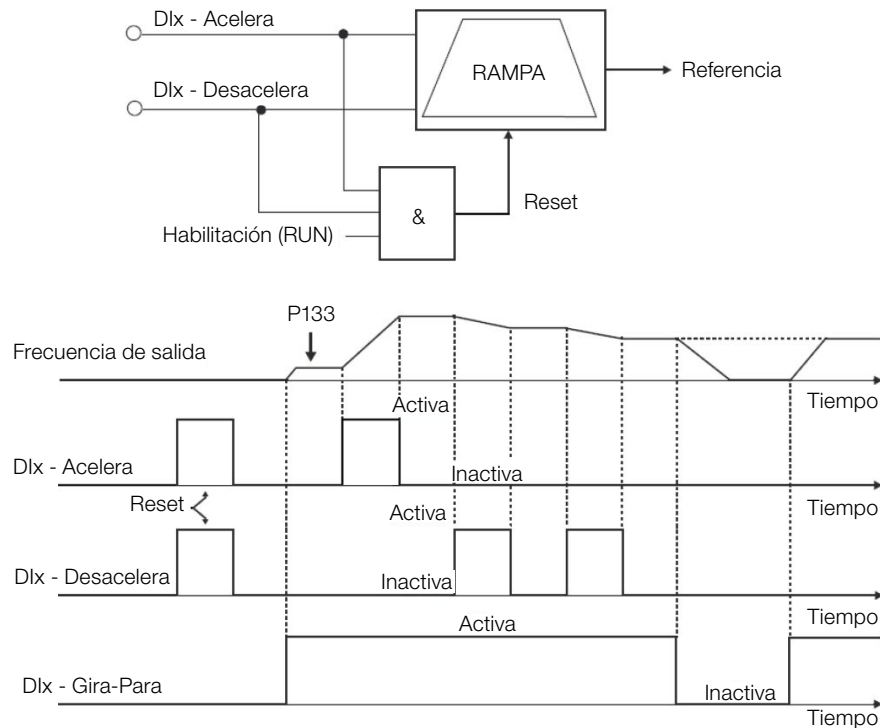 DIx - Acelera
RAMPA
Referencia
DIx - Desacelera
&
Reset
Habilitación (RUN)
P133
Frecuencia de salida
Tiempo
Activa
DIx - Acelera
Inactiva
Tiempo
Reset
Activa
DIx - Desacelera
Inactiva
Tiempo
Activa
DIx - Gira-Para
Inactiva
Tiempo